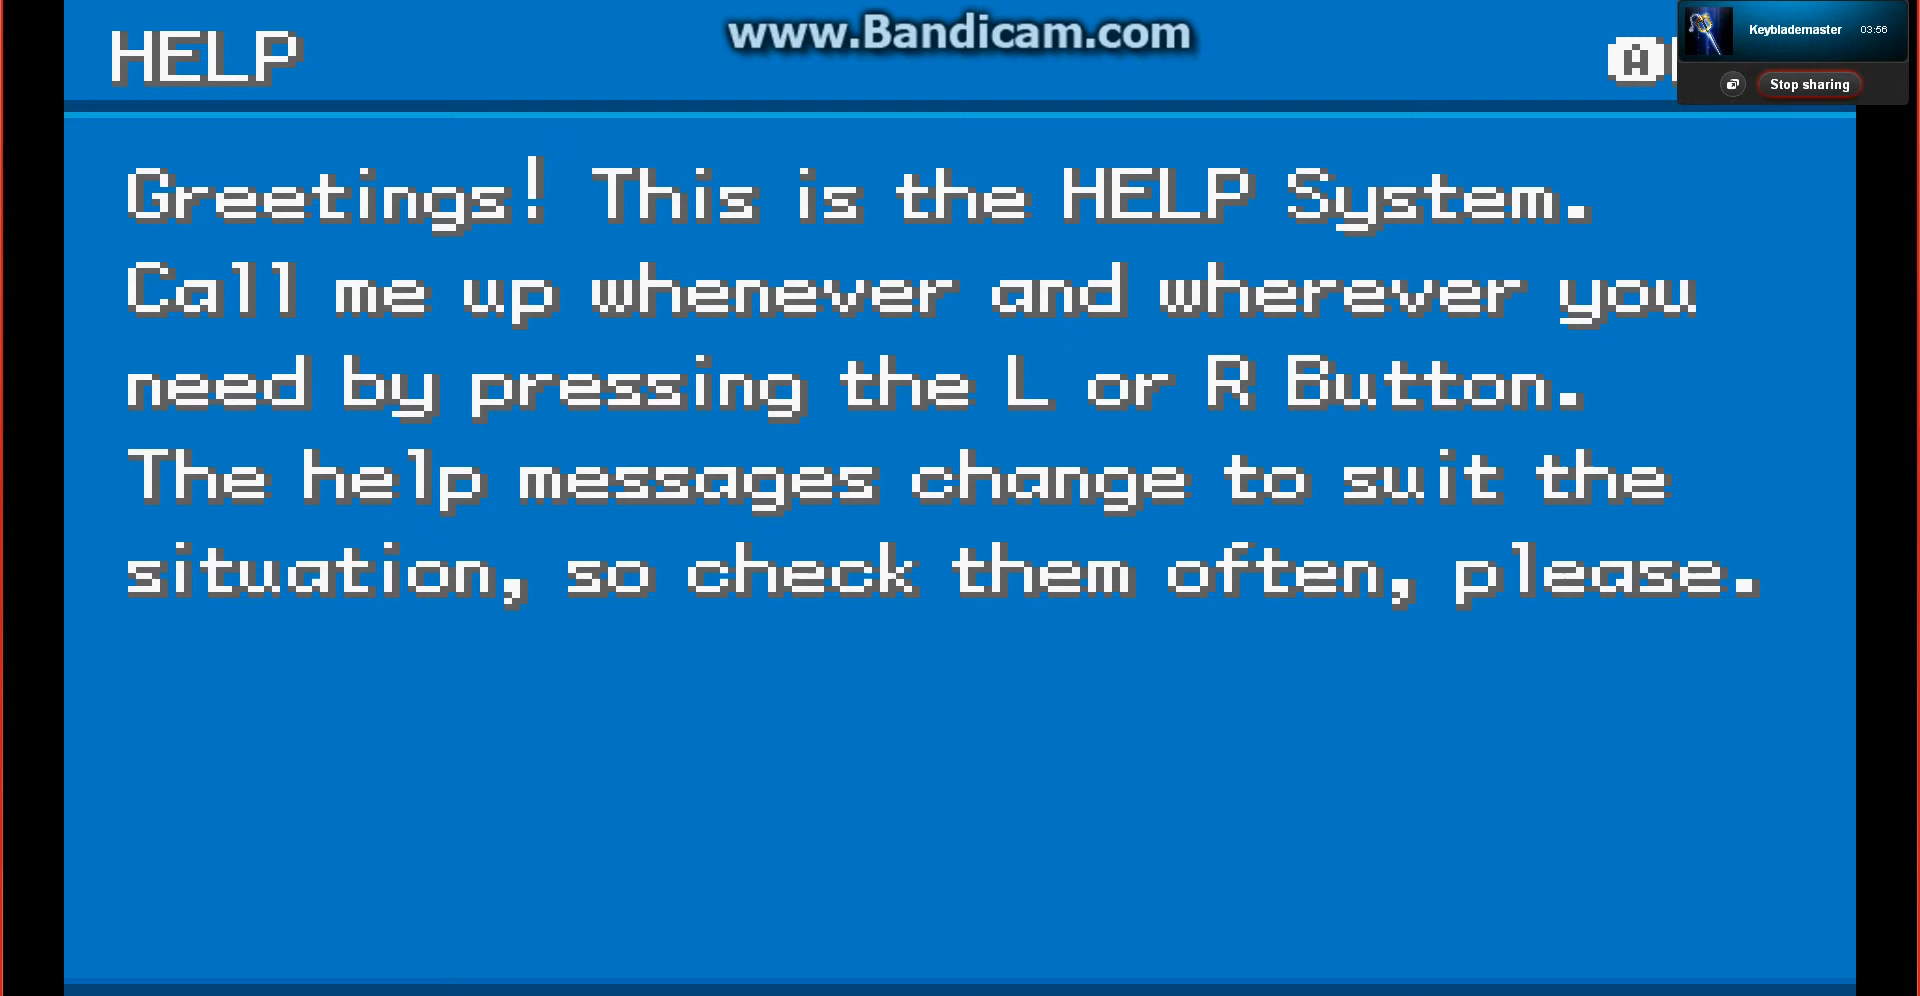 HELP
www.Bandicam.com
A
Keyblademaster 03:56
Stop sharing
Greetings! This is the HELP System.
Call me up whenever and wherever you
need by pressing the L or R Button.
The help messages change to suit the
situation, so check them often, please.